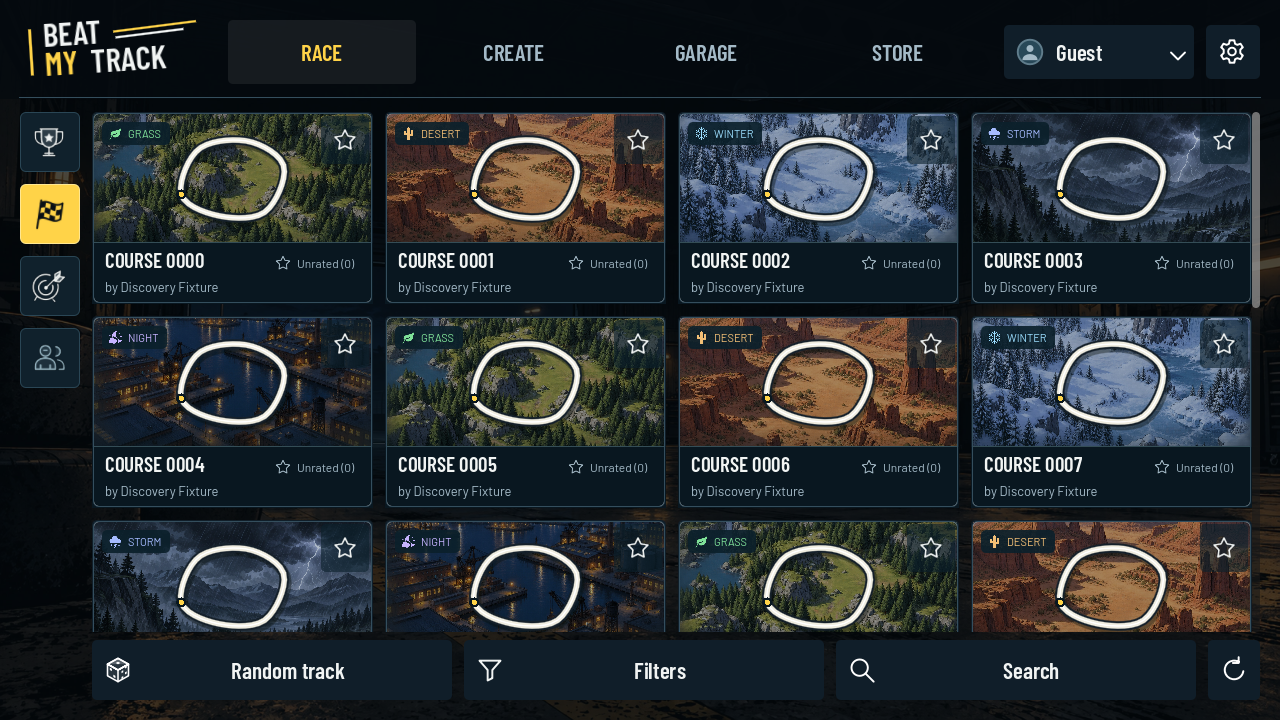 BEAT
MY TRACK
RACE
CREATE
GARAGE
STORE
Guest
GRASS
DESERT
WINTER
STORM
COURSE 0000
Unrated (0)
by Discovery Fixture
COURSE 0001
Unrated (0)
by Discovery Fixture
COURSE 0002
Unrated (0)
by Discovery Fixture
COURSE 0003
Unrated (0)
by Discovery Fixture
NIGHT
GRASS
DESERT
WINTER
COURSE 0004
Unrated (0)
by Discovery Fixture
COURSE 0005
Unrated (0)
by Discovery Fixture
COURSE 0006
Unrated (0)
by Discovery Fixture
COURSE 0007
Unrated (0)
by Discovery Fixture
STORM
NIGHT
GRASS
DESERT
Random track
Filters
Search